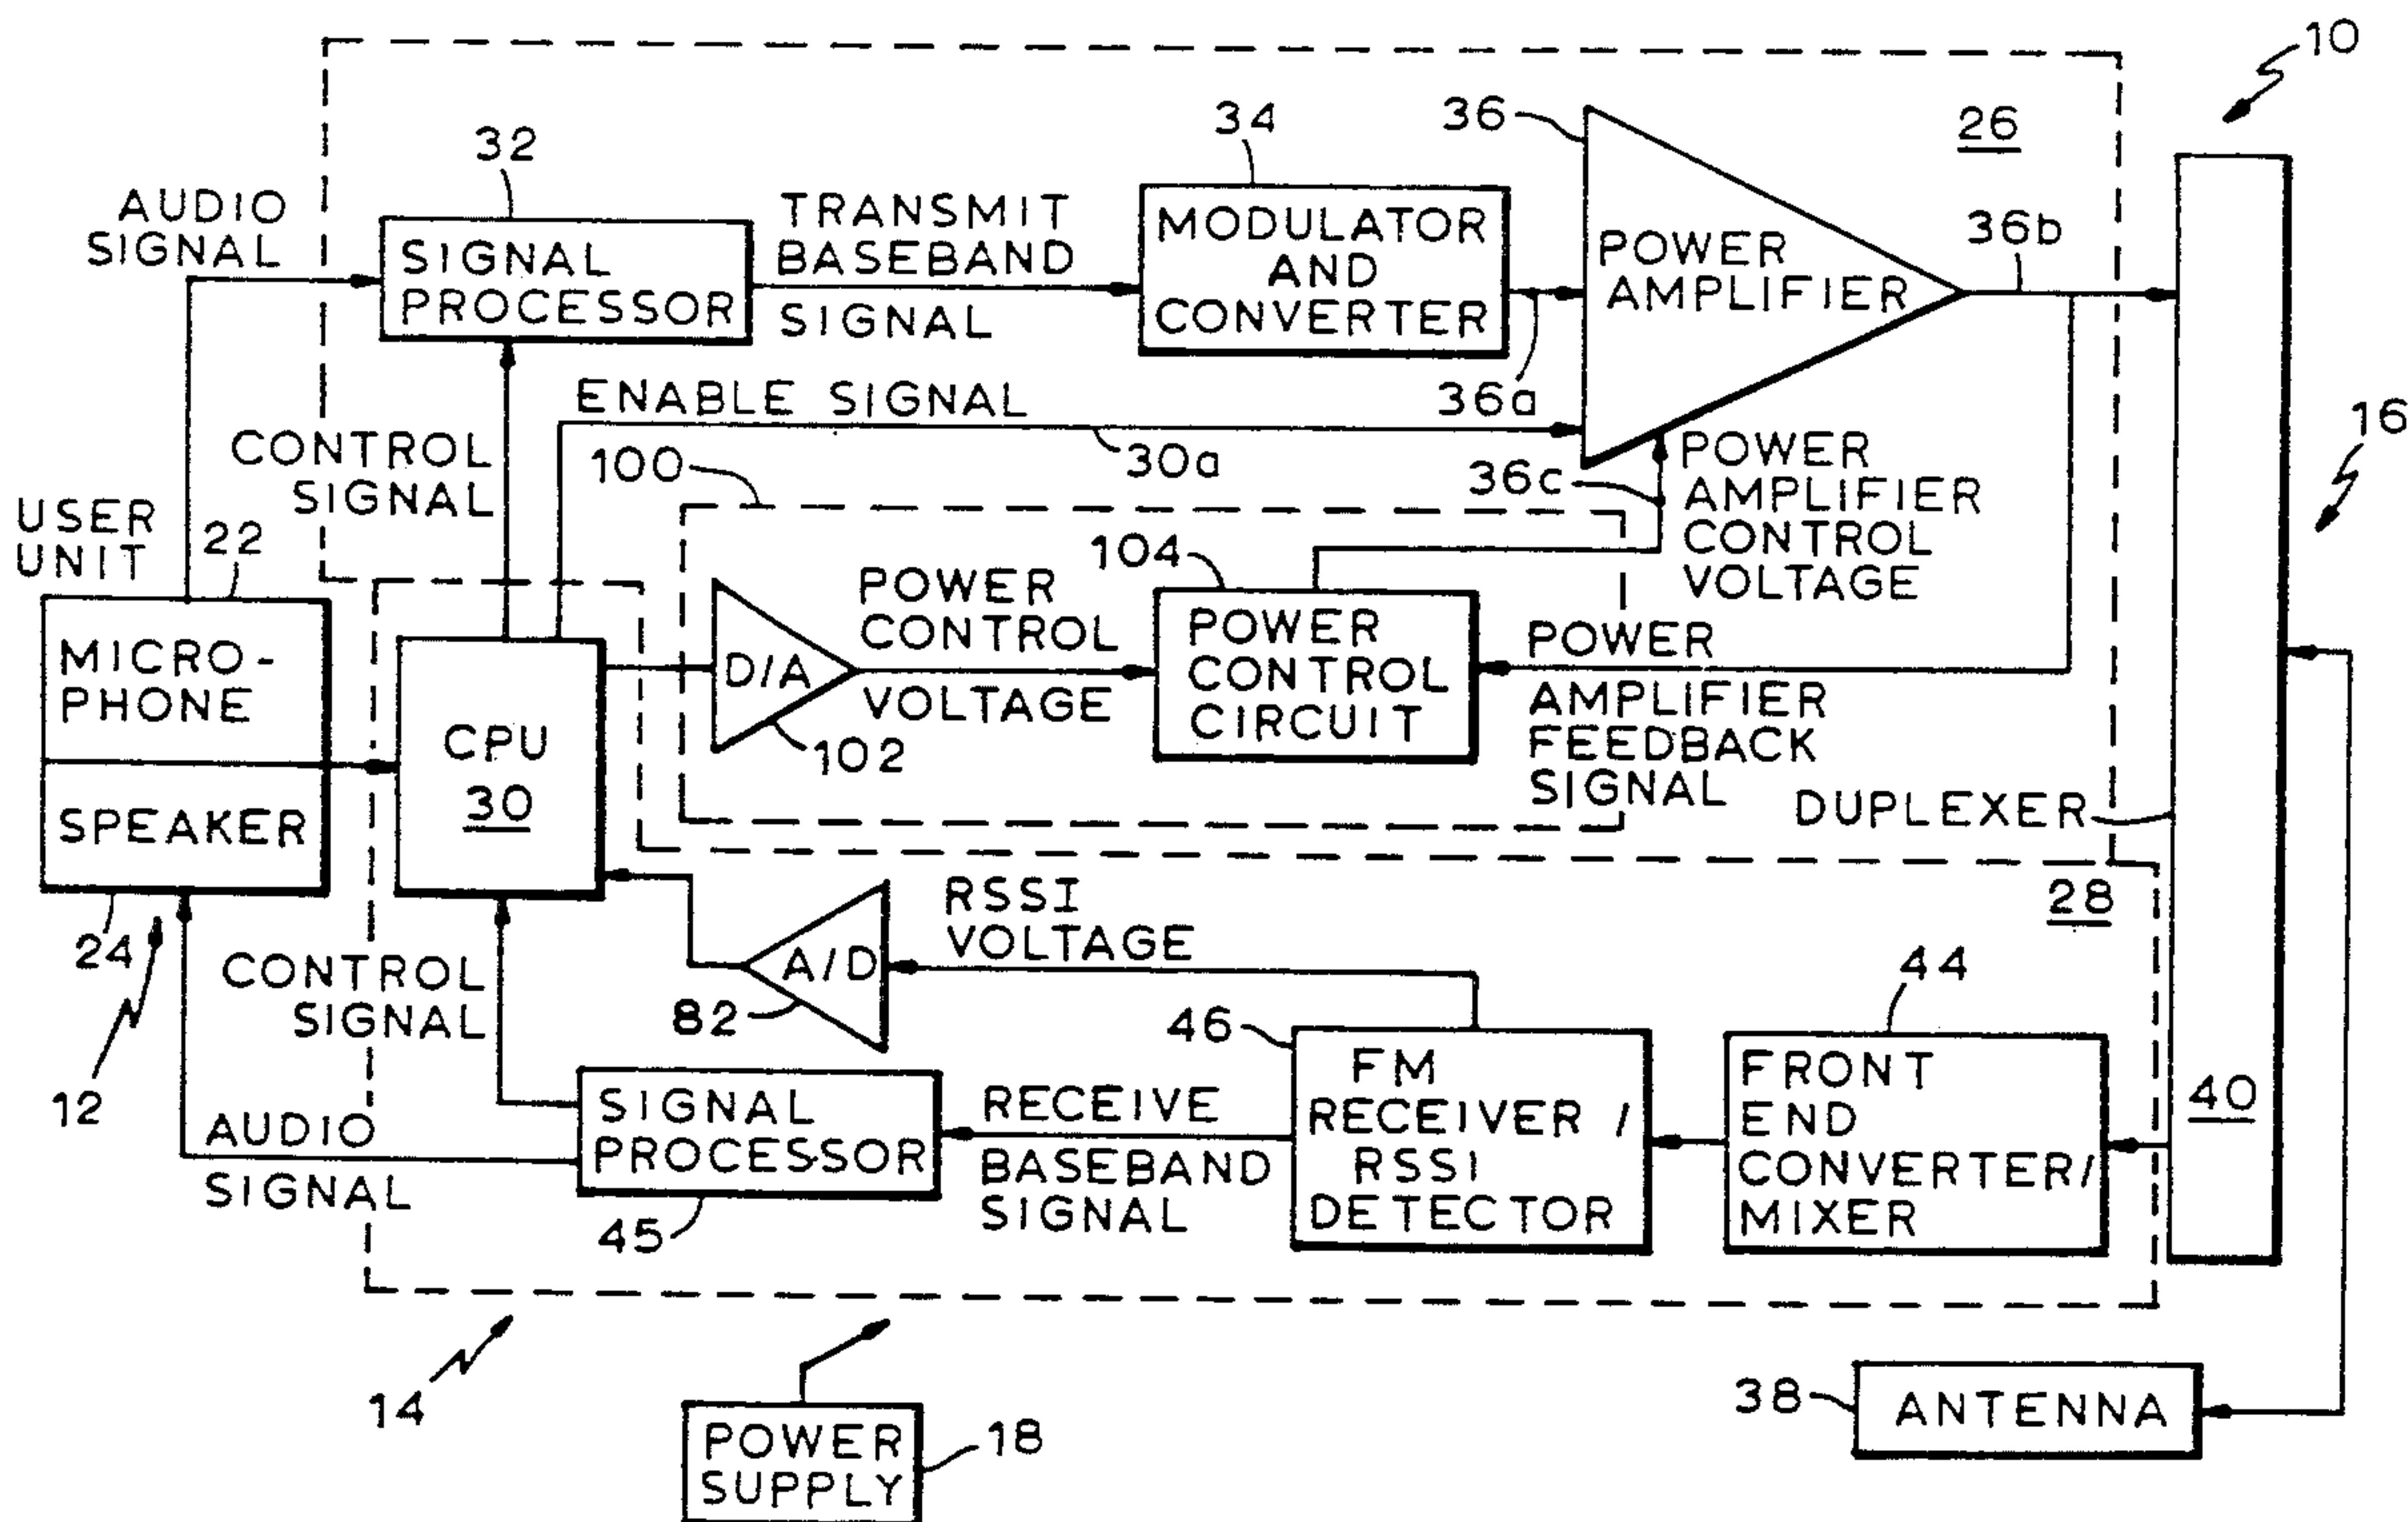 10
26
32
34
36
AUDIO
SIGNAL
SIGNAL
PROCESSOR
TRANSMIT
BASEBAND
SIGNAL
MODULATOR
AND
CONVERTER
POWER
AMPLIFIER
36b
36a
ENABLE SIGNAL
30a
16
CONTROL
SIGNAL
100
36c
POWER
AMPLIFIER
CONTROL
VOLTAGE
USER
UNIT
22
104
MICRO-
PHONE
SPEAKER
24
12
CPU
30
D/A
102
POWER
CONTROL
VOLTAGE
POWER
CONTROL
CIRCUIT
POWER
AMPLIFIER
FEEDBACK
SIGNAL
DUPLEXER
28
RSSI
VOLTAGE
A/D
82
CONTROL
SIGNAL
46
44
FM
RECEIVER /
RSSI
DETECTOR
FRONT
END
CONVERTER/
MIXER
40
SIGNAL
PROCESSOR
45
RECEIVE
BASEBAND
SIGNAL
AUDIO
SIGNAL
14
POWER
SUPPLY
18
38
ANTENNA